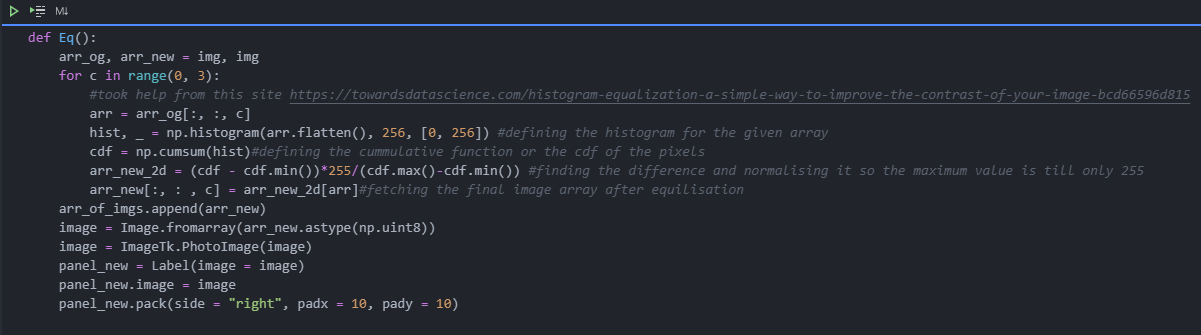 M↓
def Eq():
    arr_og, arr_new = img, img
    for c in range(0, 3):
        #took help from this site https://towardsdatascience.com/histogram-equalization-a-simple-way-to-improve-the-contrast-of-your-image-bcd66596d815
        arr = arr_og[:, :, c]
        hist, _ = np.histogram(arr.flatten(), 256, [0, 256]) #defining the histogram for the given array
        cdf = np.cumsum(hist)#defining the cummulative function or the cdf of the pixels
        arr_new_2d = (cdf - cdf.min())*255/(cdf.max()-cdf.min()) #finding the difference and normalising it so the maximum value is till only 255
        arr_new[:, : , c] = arr_new_2d[arr]#fetching the final image array after equilisation
    arr_of_imgs.append(arr_new)
    image = Image.fromarray(arr_new.astype(np.uint8))
    image = ImageTk.PhotoImage(image)
    panel_new = Label(image = image)
    panel_new.image = image
    panel_new.pack(side = "right", padx = 10, pady = 10)